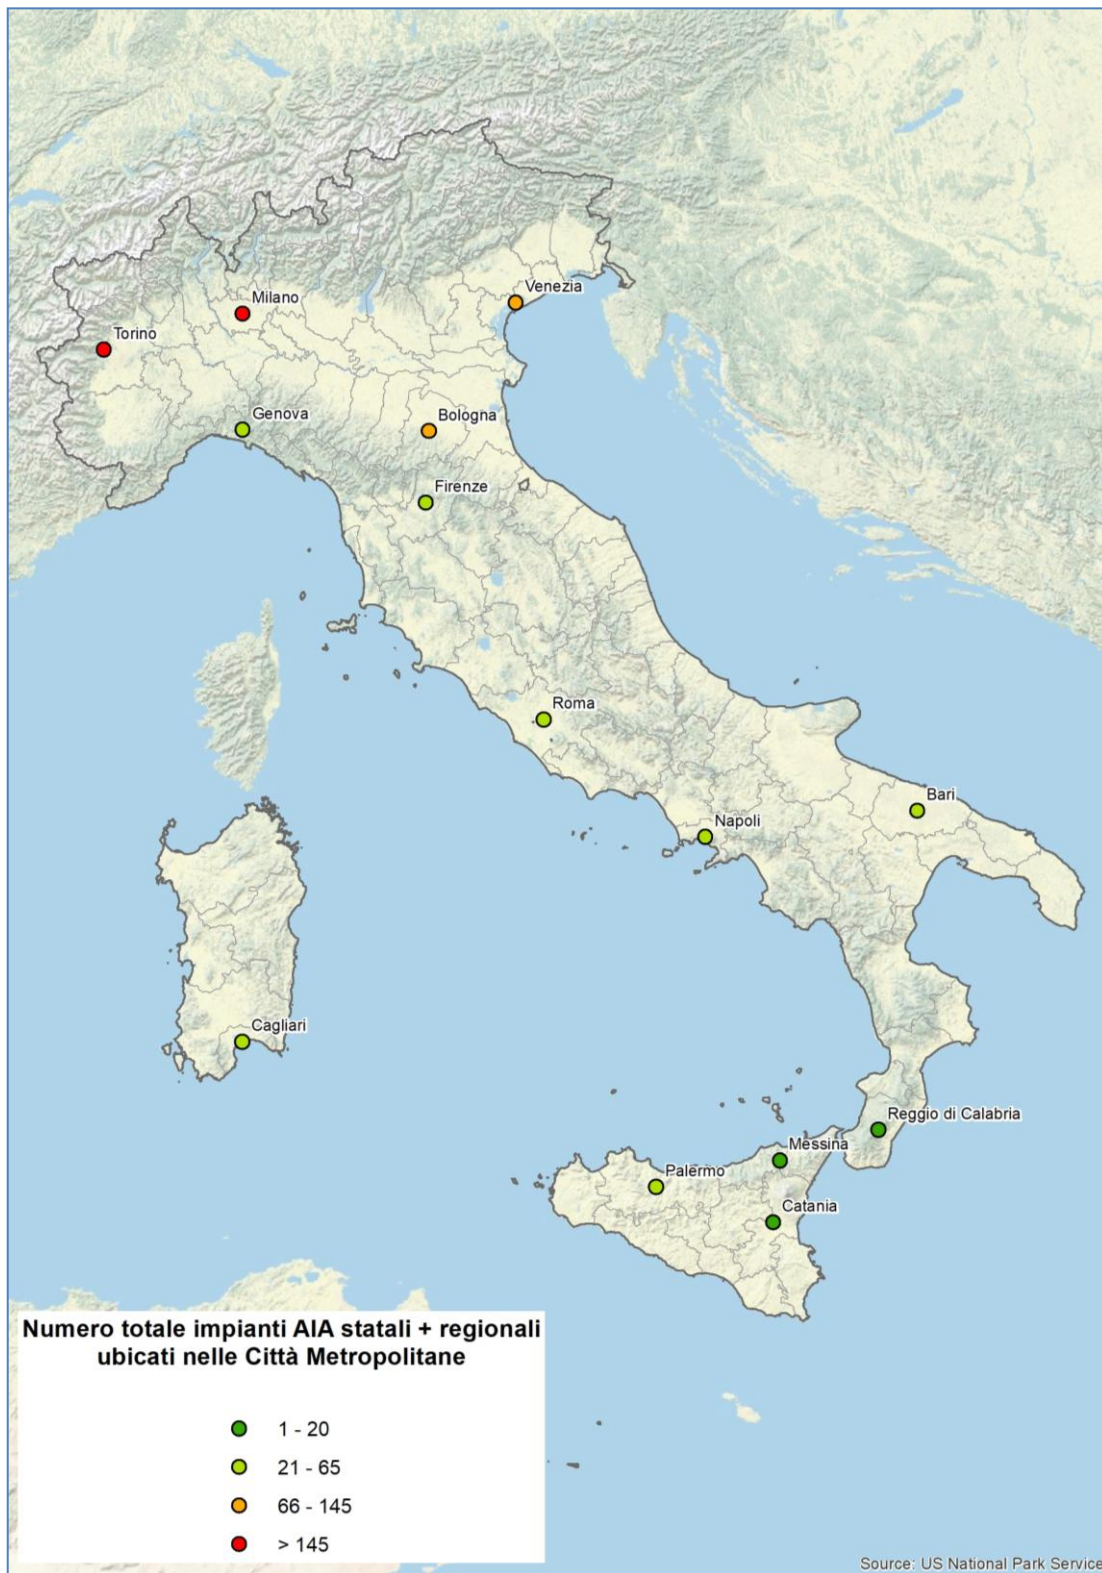 Venezia
Milano
Torino
Genova
Bologna
Firenze
Roma
Bari
Napoli
Cagliari
Reggio di Calabria
Messina
Palermo
Catania
Numero totale impianti AIA statali + regionali
ubicati nelle Città Metropolitane
1 - 20
21 - 65
66 - 145
> 145
Source: US National Park Service